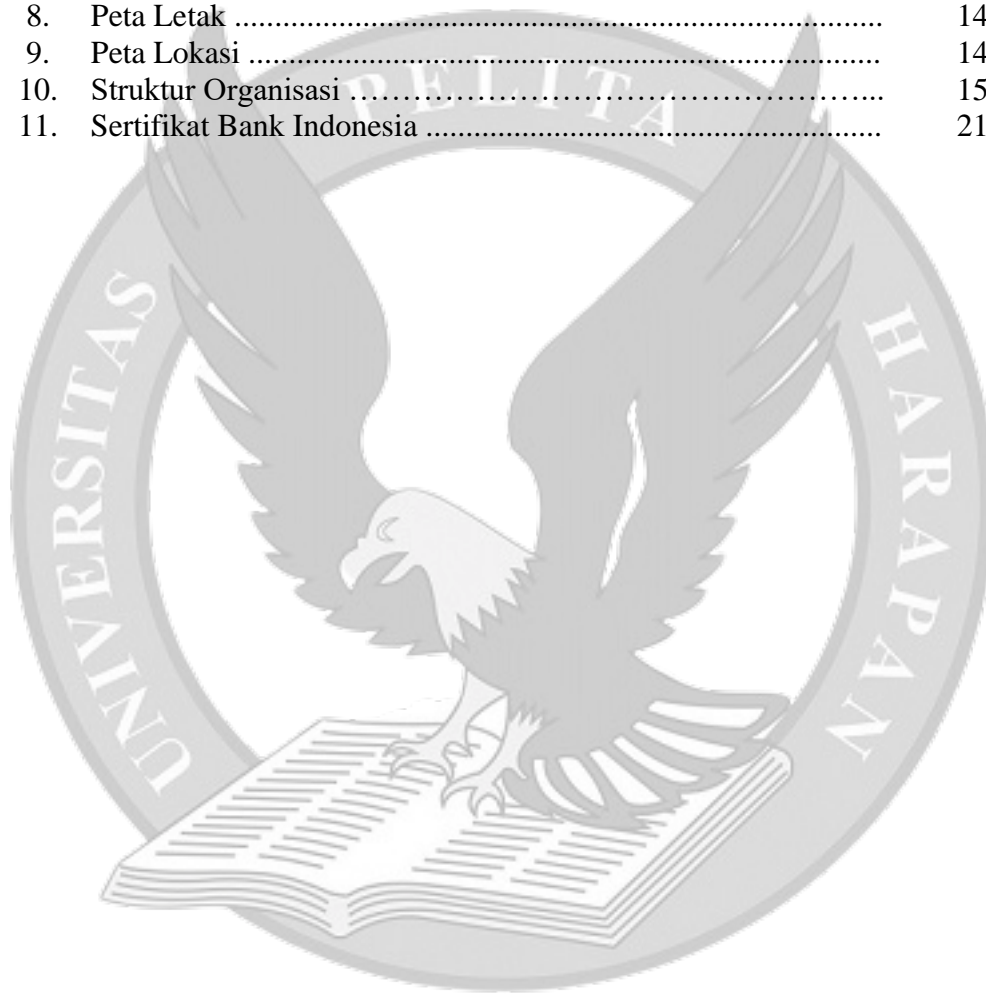 8. Peta Letak ........................................................................... 14
9. Peta Lokasi .......................................................................... 14
10. Struktur Organisasi …………………………………………... 15
11. Sertifikat Bank Indonesia ..................................................... 21
UNIVERSITAS PELITA HARAPAN